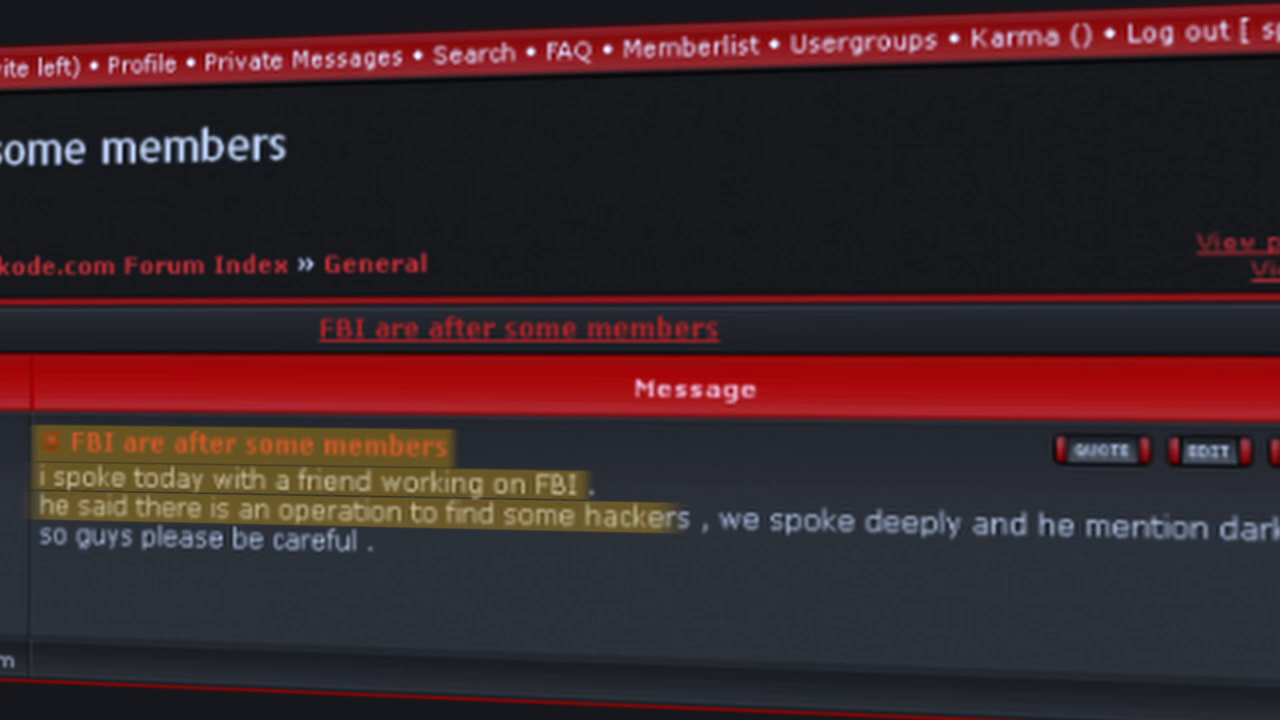 left) • Profile • Private Messages • Search • FAQ • Memberlist • Usergroups • Karma () • Log out [
some members
kode.com Forum Index » General
View
FBI are after some members
Message
FBI are after some members
QUOTE EDIT
i spoke today with a friend working on FBI .
he said there is an operation to find some hackers , we spoke deeply and he mention dark
so guys please be careful .